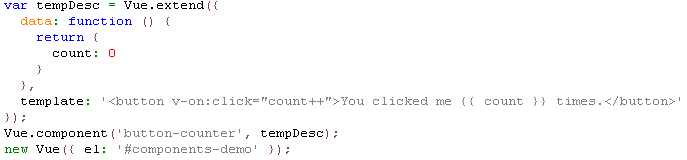 var tempDesc = Vue.extend({
  data: function () {
    return {
      count: 0
    }
  },
  template: '<button v-on:click="count++">You clicked me {{ count }} times.</button>'
});
Vue.component('button-counter', tempDesc);
new Vue({ el: '#components-demo' });